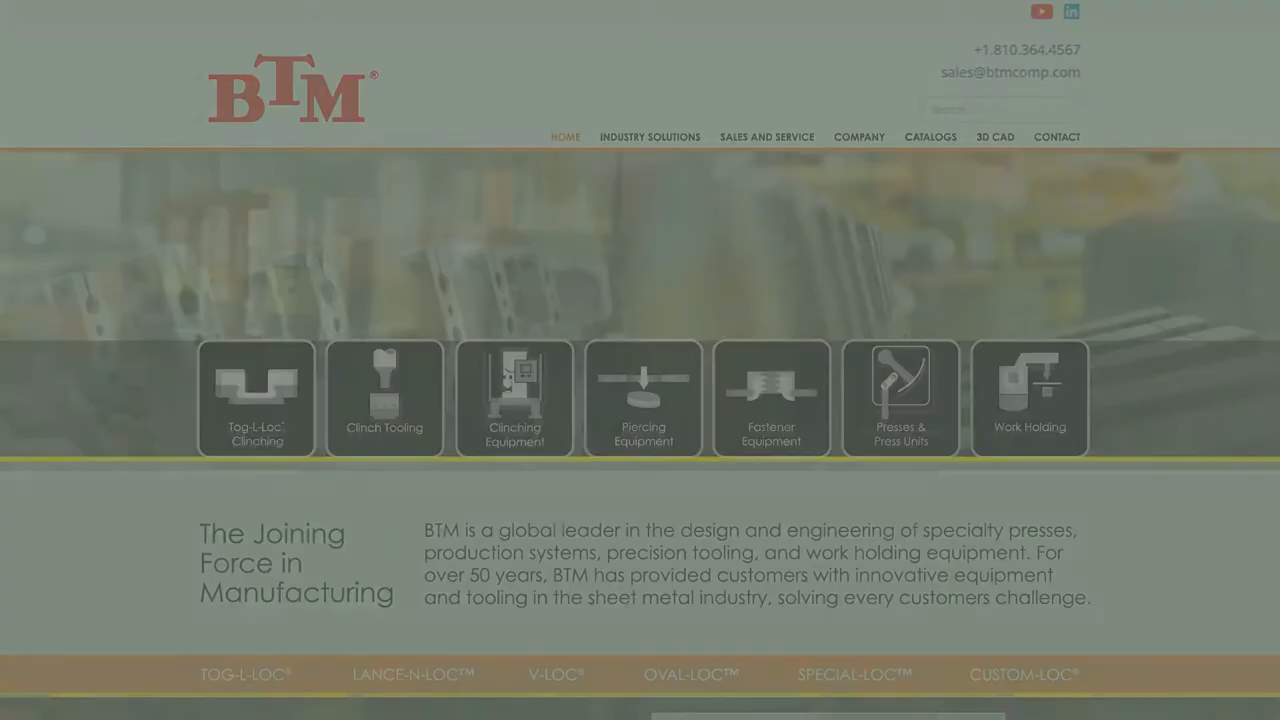 +1.810.364.4567
BTM®
sales@btmcomp.com
Search
HOME INDUSTRY SOLUTIONS SALES AND SERVICE COMPANY CATALOGS 3D CAD CONTACT
Tog-L-Loc®
Clinching
Clinch Tooling
Clinching
Equipment
Piercing
Equipment
Fastener
Equipment
Presses &
Press Units
Work Holding
The Joining
Force in
Manufacturing
BTM is a global leader in the design and engineering of specialty presses,
production systems, precision tooling, and work holding equipment. For
over 50 years, BTM has provided customers with innovative equipment
and tooling in the sheet metal industry, solving every customers challenge.
TOG-L-LOC® LANCE-N-LOC™ V-LOC® OVAL-LOC™ SPECIAL-LOC™ CUSTOM-LOC®